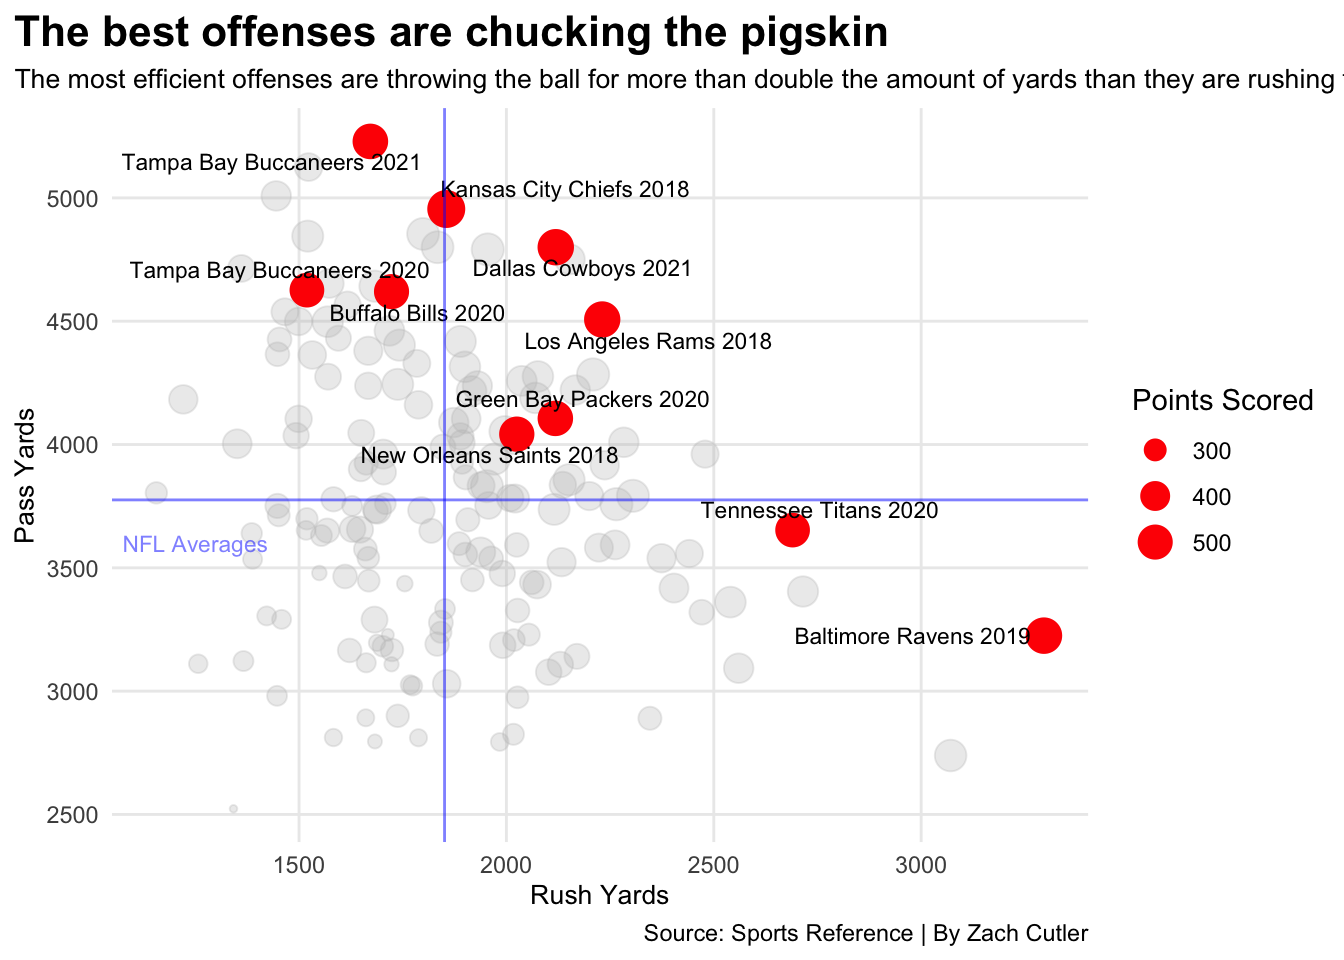 The best offenses are chucking the pigskin
The most efficient offenses are throwing the ball for more than double the amount of yards than they are rushing
Tampa Bay Buccaneers 2021
Kansas City Chiefs 2018
Tampa Bay Buccaneers 2020
Dallas Cowboys 2021
Buffalo Bills 2020
Los Angeles Rams 2018
Green Bay Packers 2020
New Orleans Saints 2018
Tennessee Titans 2020
NFL Averages
Baltimore Ravens 2019
Pass Yards
5000
4500
4000
3500
3000
2500
1500
2000
2500
3000
Rush Yards
Points Scored
300
400
500
Source: Sports Reference | By Zach Cutler